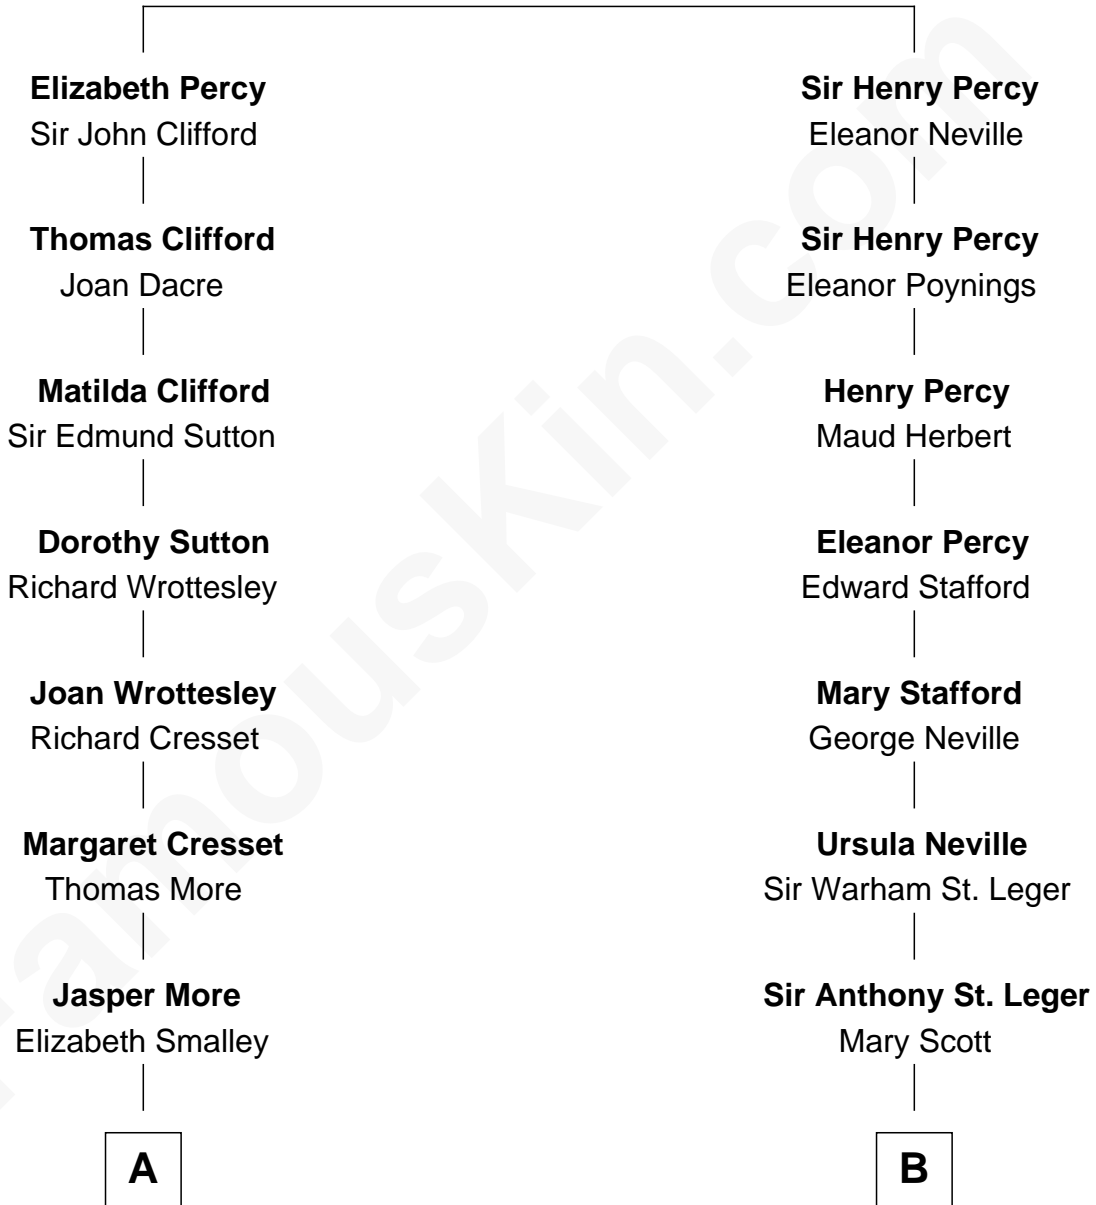 Elizabeth Percy
Sir John Clifford
Thomas Clifford
Joan Dacre
Matilda Clifford
Sir Edmund Sutton
Dorothy Sutton
Richard Wrottesley
Joan Wrottesley
Richard Cresset
Margaret Cresset
Thomas More
Jasper More
Elizabeth Smalley
A
Sir Henry Percy
Eleanor Neville
Sir Henry Percy
Eleanor Poynings
Henry Percy
Maud Herbert
Eleanor Percy
Edward Stafford
Mary Stafford
George Neville
Ursula Neville
Sir Warham St. Leger
Sir Anthony St. Leger
Mary Scott
B
FamousKin.com